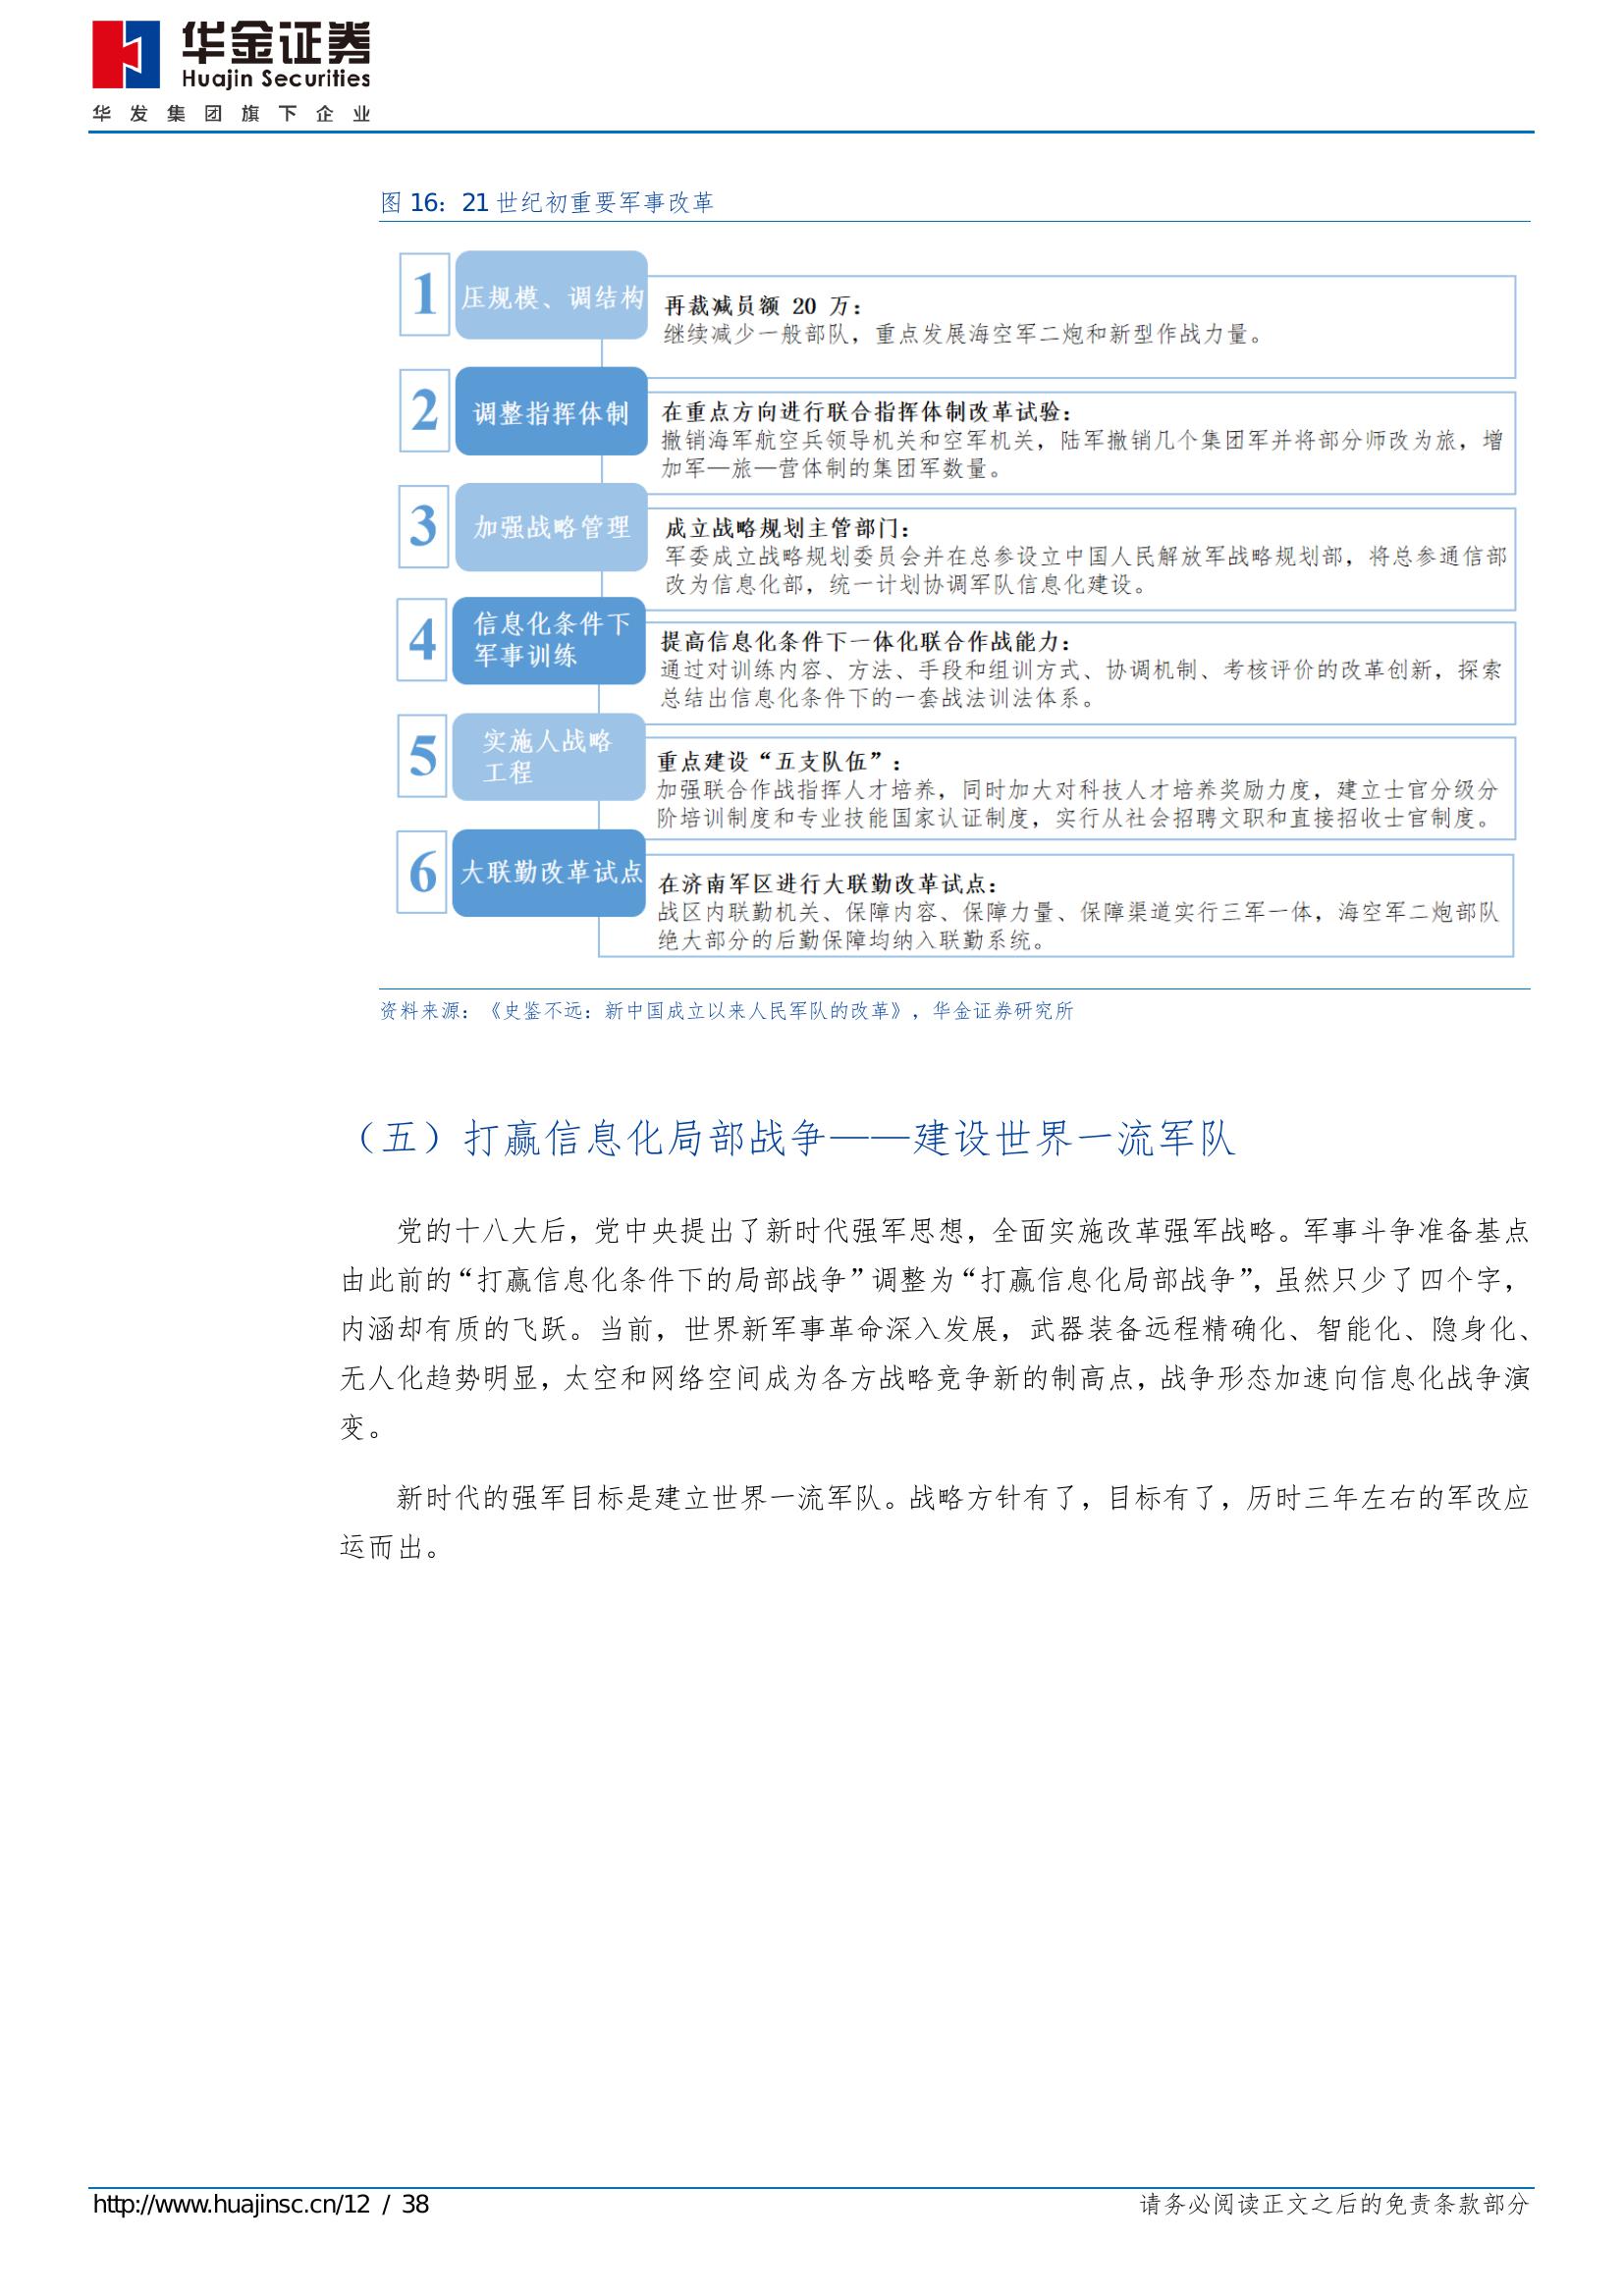 华金证券
Huajin Securities
华发集团旗下企业
图 16：21 世纪初重要军事改革
1
压规模、调结构
再裁减员额 20 万：
继续减少一般部队，重点发展海空军二炮和新型作战力量。
2
调整指挥体制
在重点方向进行联合指挥体制改革试验：
撤销海军航空兵领导机关和空军机关，陆军撤销几个集团军并将部分师改为旅，增
加军—旅—营体制的集团军数量。
3
加强战略管理
成立战略规划主管部门：
军委成立战略规划委员会并在总参设立中国人民解放军战略规划部，将总参通信部
改为信息化部，统一计划协调军队信息化建设。
4
信息化条件下
军事训练
提高信息化条件下一体化联合作战能力：
通过对训练内容、方法、手段和组训方式、协调机制、考核评价的改革创新，探索
总结出信息化条件下的一套战法训法体系。
5
实施人战略
工程
重点建设“五支队伍”：
加强联合作战指挥人才培养，同时加大对科技人才培养奖励力度，建立士官分级分
阶培训制度和专业技能国家认证制度，实行从社会招聘文职和直接招收士官制度。
6
大联勤改革试点
在济南军区进行大联勤改革试点：
战区内联勤机关、保障内容、保障力量、保障渠道实行三军一体，海空军二炮部队
绝大部分的后勤保障均纳入联勤系统。
资料来源：《史鉴不远：新中国成立以来人民军队的改革》，华金证券研究所
（五）打赢信息化局部战争——建设世界一流军队
党的十八大后，党中央提出了新时代强军思想，全面实施改革强军战略。军事斗争准备基点
由此前的“打赢信息化条件下的局部战争”调整为“打赢信息化局部战争”，虽然只少了四个字，
内涵却有质的飞跃。当前，世界新军事革命深入发展，武器装备远程精确化、智能化、隐身化、
无人化趋势明显，太空和网络空间成为各方战略竞争新的制高点，战争形态加速向信息化战争演
变。
新时代的强军目标是建立世界一流军队。战略方针有了，目标有了，历时三年左右的军改应
运而出。
http://www.huajinsc.cn/12 / 38
请务必阅读正文之后的免责条款部分